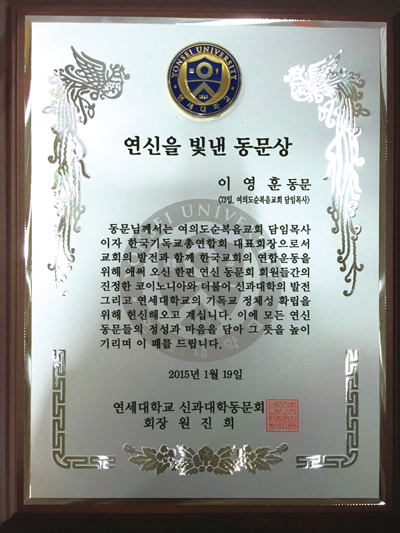 YONSEI UNIVERSITY
연세대학교
연신을 빛낸 동문상
이 영 훈 동문
(73입, 여의도순복음교회 담임목사)
동문님께서는 여의도순복음교회 담임목사
이자 한국기독교총연합회 대표회장으로서
교회의 발전과 함께 한국교회의 연합운동을
위해 애써 오신 한편 연신 동문회 회원들간의
진정한 코이노니아와 더불어 신과대학의 발전
그리고 연세대학교의 기독교 정체성 확립을
위해 헌신해오고 계십니다. 이에 모든 연신
동문들의 정성과 마음을 담아 그 뜻을 높이
기리며 이 패를 드립니다.
2015년 1월 19일
연세대학교 신과대학동문회
회장 원 진 희